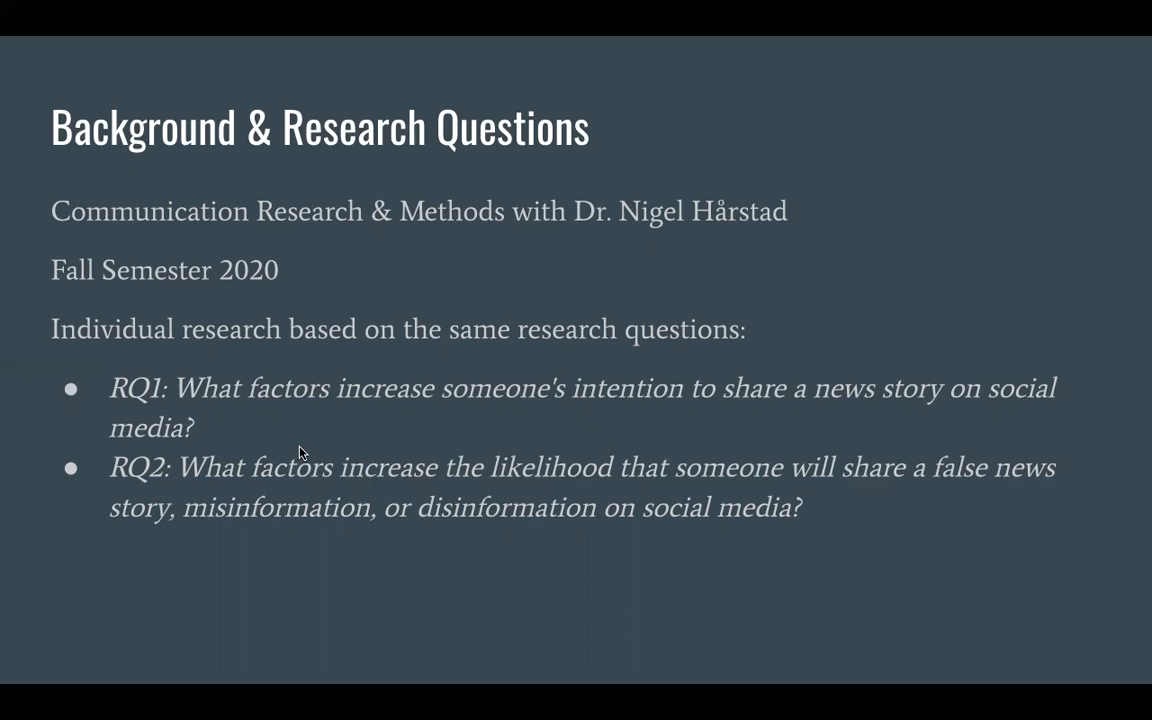 Background & Research Questions
Communication Research & Methods with Dr. Nigel Hårstad
Fall Semester 2020
Individual research based on the same research questions:
● RQ1: What factors increase someone's intention to share a news story on social
media?
● RQ2: What factors increase the likelihood that someone will share a false news
story, misinformation, or disinformation on social media?